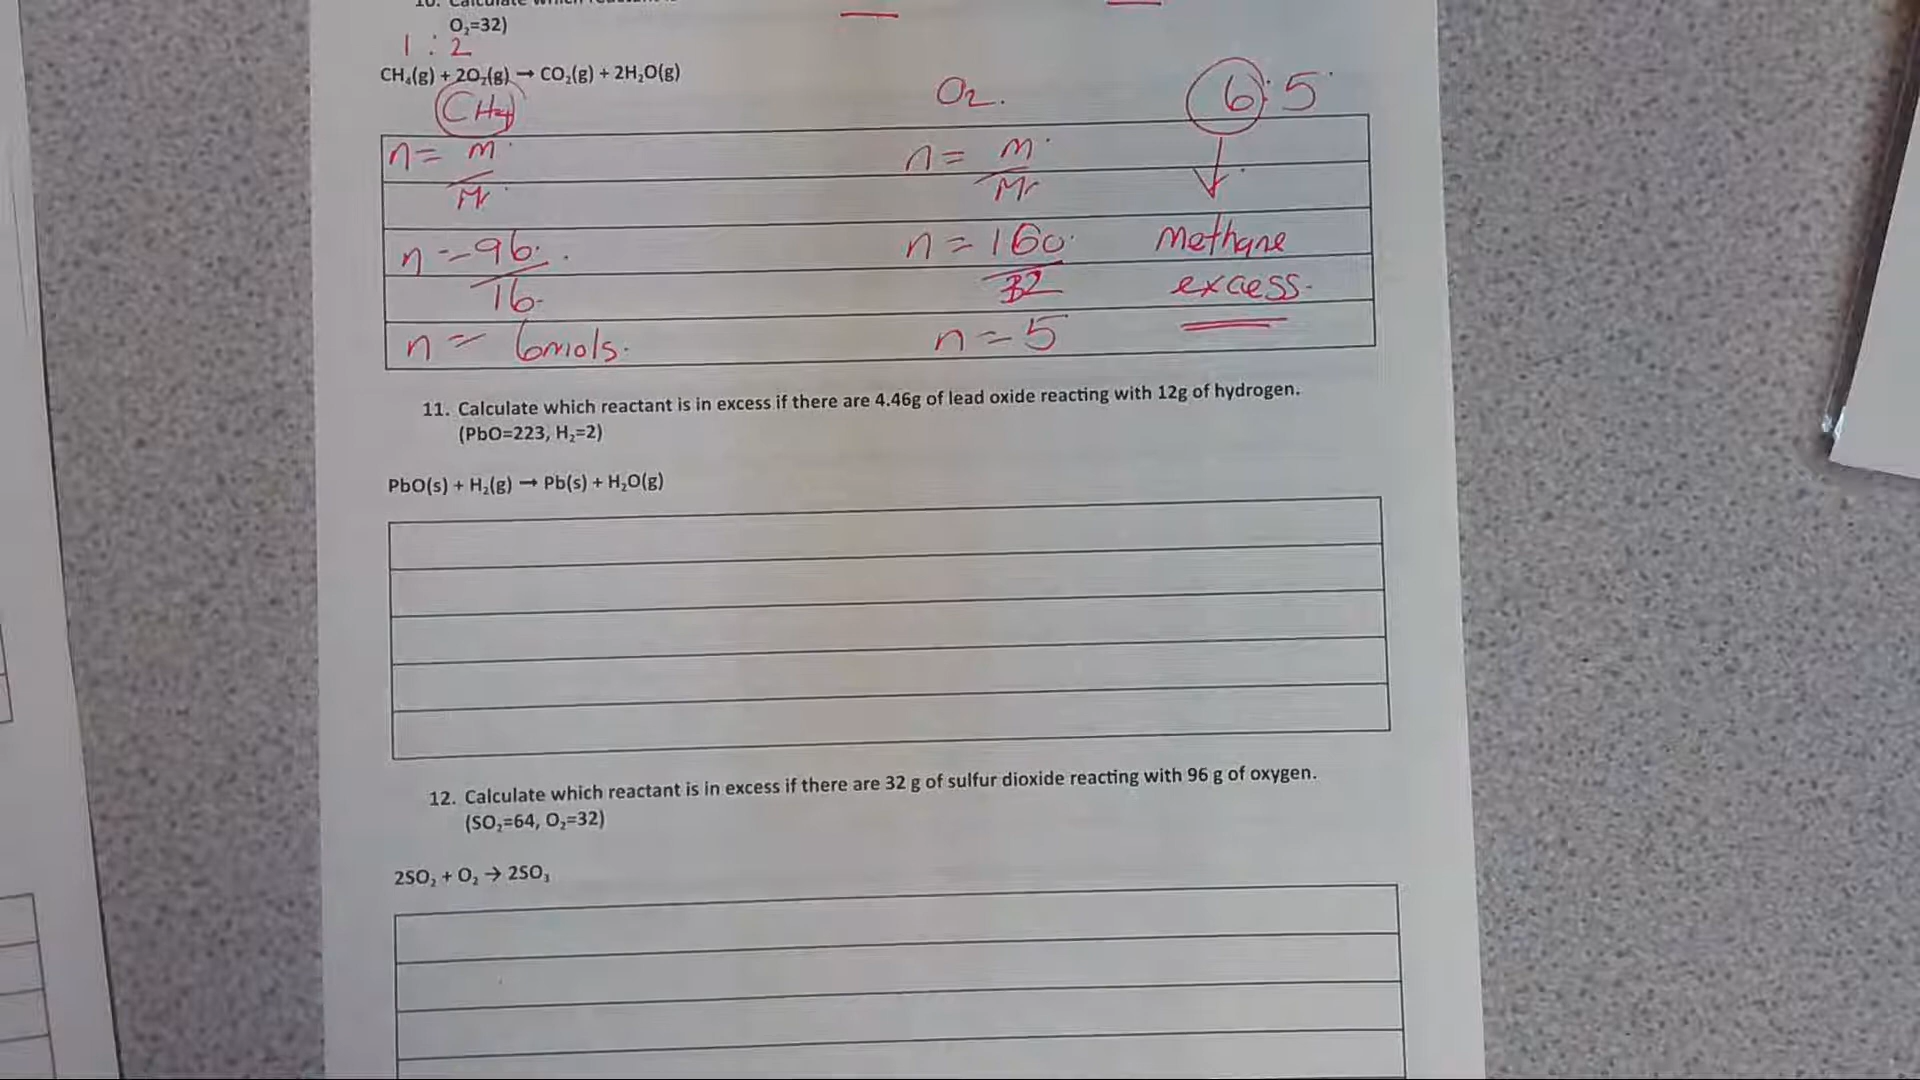 10. Calculate which
O₂=32)
1 : 2
CH₄(g) + 2O₂(g) → CO₂(g) + 2H₂O(g)
CH₄ O₂. 6 : 5
n = m n = m
Mr Mr
n = 96. n = 160 Methane
16. 32 excess.
n = 6mols. n = 5
11. Calculate which reactant is in excess if there are 4.46g of lead oxide reacting with 12g of hydrogen.
(PbO=223, H₂=2)
PbO(s) + H₂(g) → Pb(s) + H₂O(g)
12. Calculate which reactant is in excess if there are 32 g of sulfur dioxide reacting with 96 g of oxygen.
(SO₂=64, O₂=32)
2SO₂ + O₂ → 2SO₃